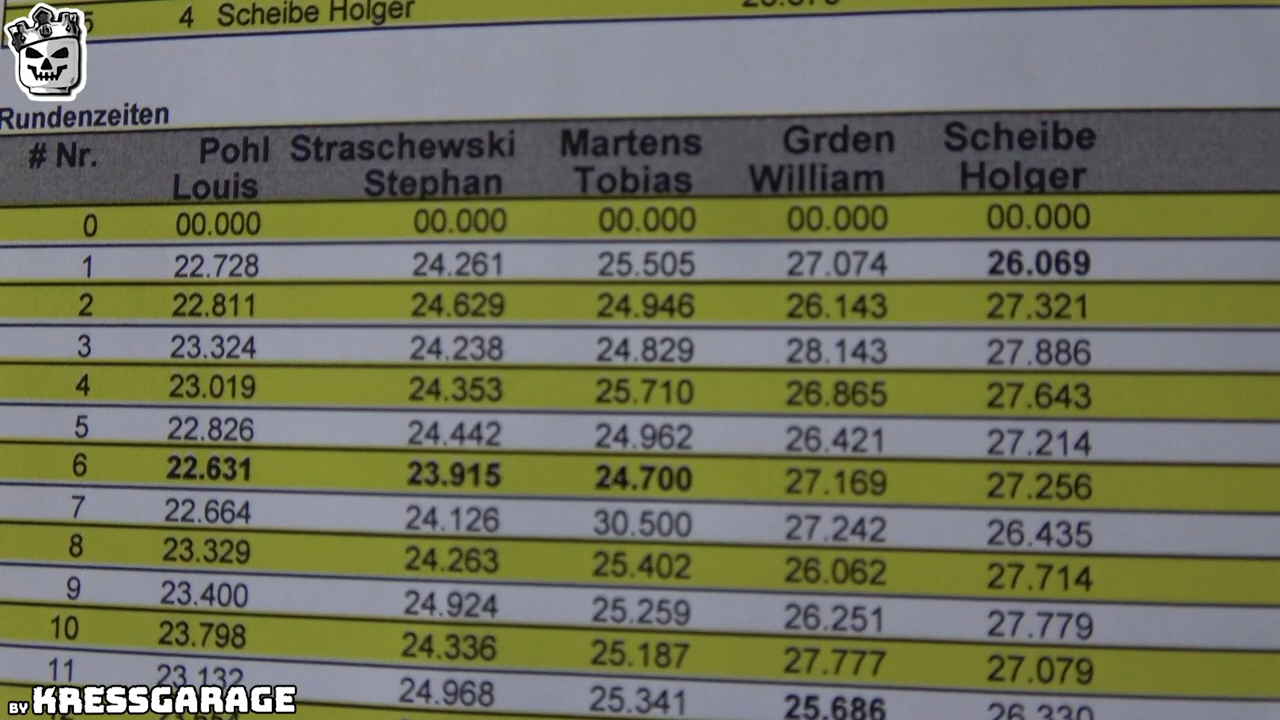 4 Scheibe Holger
Rundenzeiten
# Nr. Pohl Louis Straschewski Stephan Martens Tobias Grden William Scheibe Holger
0 00.000 00.000 00.000 00.000 00.000
1 22.728 24.261 25.505 27.074 26.069
2 22.811 24.629 24.946 26.143 27.321
3 23.324 24.238 24.829 28.143 27.886
4 23.019 24.353 25.710 26.865 27.643
5 22.826 24.442 24.962 26.421 27.214
6 22.631 23.915 24.700 27.169 27.256
7 22.664 24.126 30.500 27.242 26.435
8 23.329 24.263 25.402 26.062 27.714
9 23.400 24.924 25.259 26.251 27.779
10 23.798 24.336 25.187 27.777 27.079
11 23.132 24.968 25.341 25.686 26.330
BY KRESSGARAGE